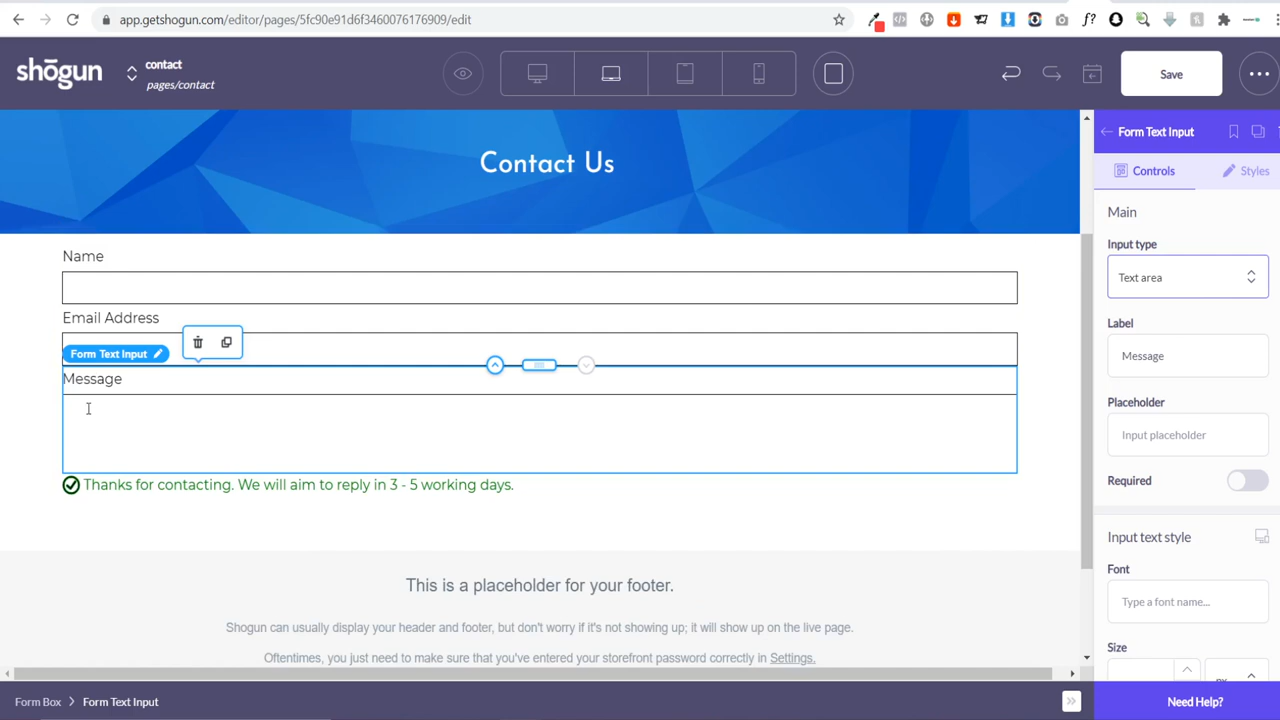 app.getshogun.com/editor/pages/5fc90e91d6f3460076176909/edit
f?
shōgun
contact
pages/contact
Save
Contact Us
Name
Email Address
Form Text Input
Message
Thanks for contacting. We will aim to reply in 3 - 5 working days.
This is a placeholder for your footer.
Shogun can usually display your header and footer, but don't worry if it's not showing up; it will show up on the live page.
Oftentimes, you just need to make sure that you've entered your storefront password correctly in Settings.
Form Box
Form Text Input
Form Text Input
Controls
Styles
Main
Input type
Text area
Label
Message
Placeholder
Input placeholder
Required
Input text style
Font
Type a font name...
Size
px
Need Help?